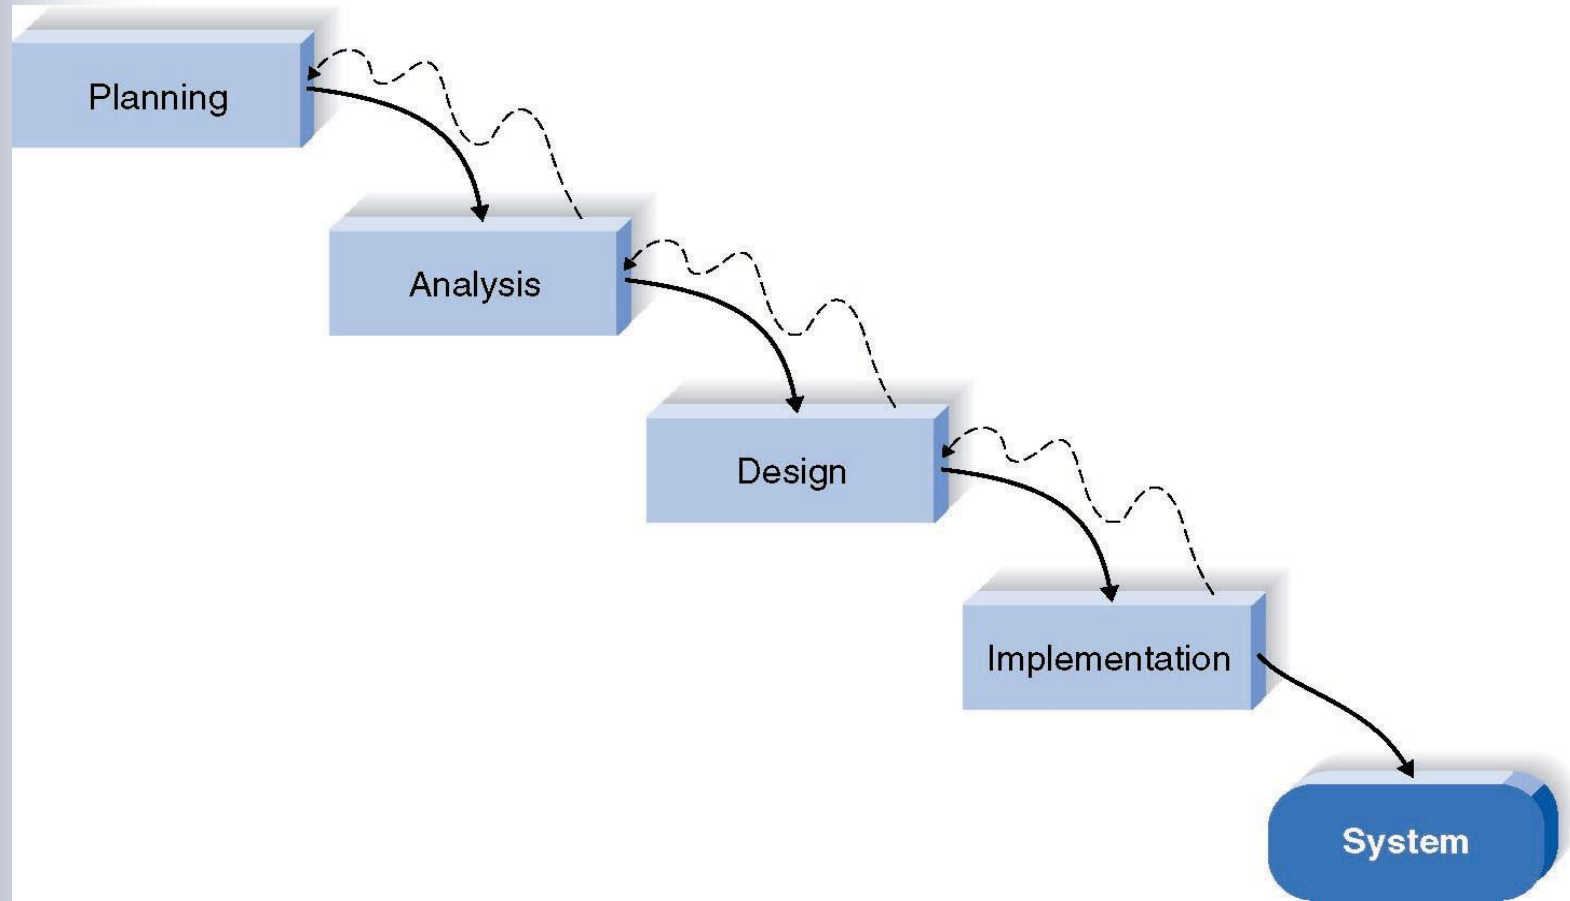 Planning
Analysis
Design
Implementation
System